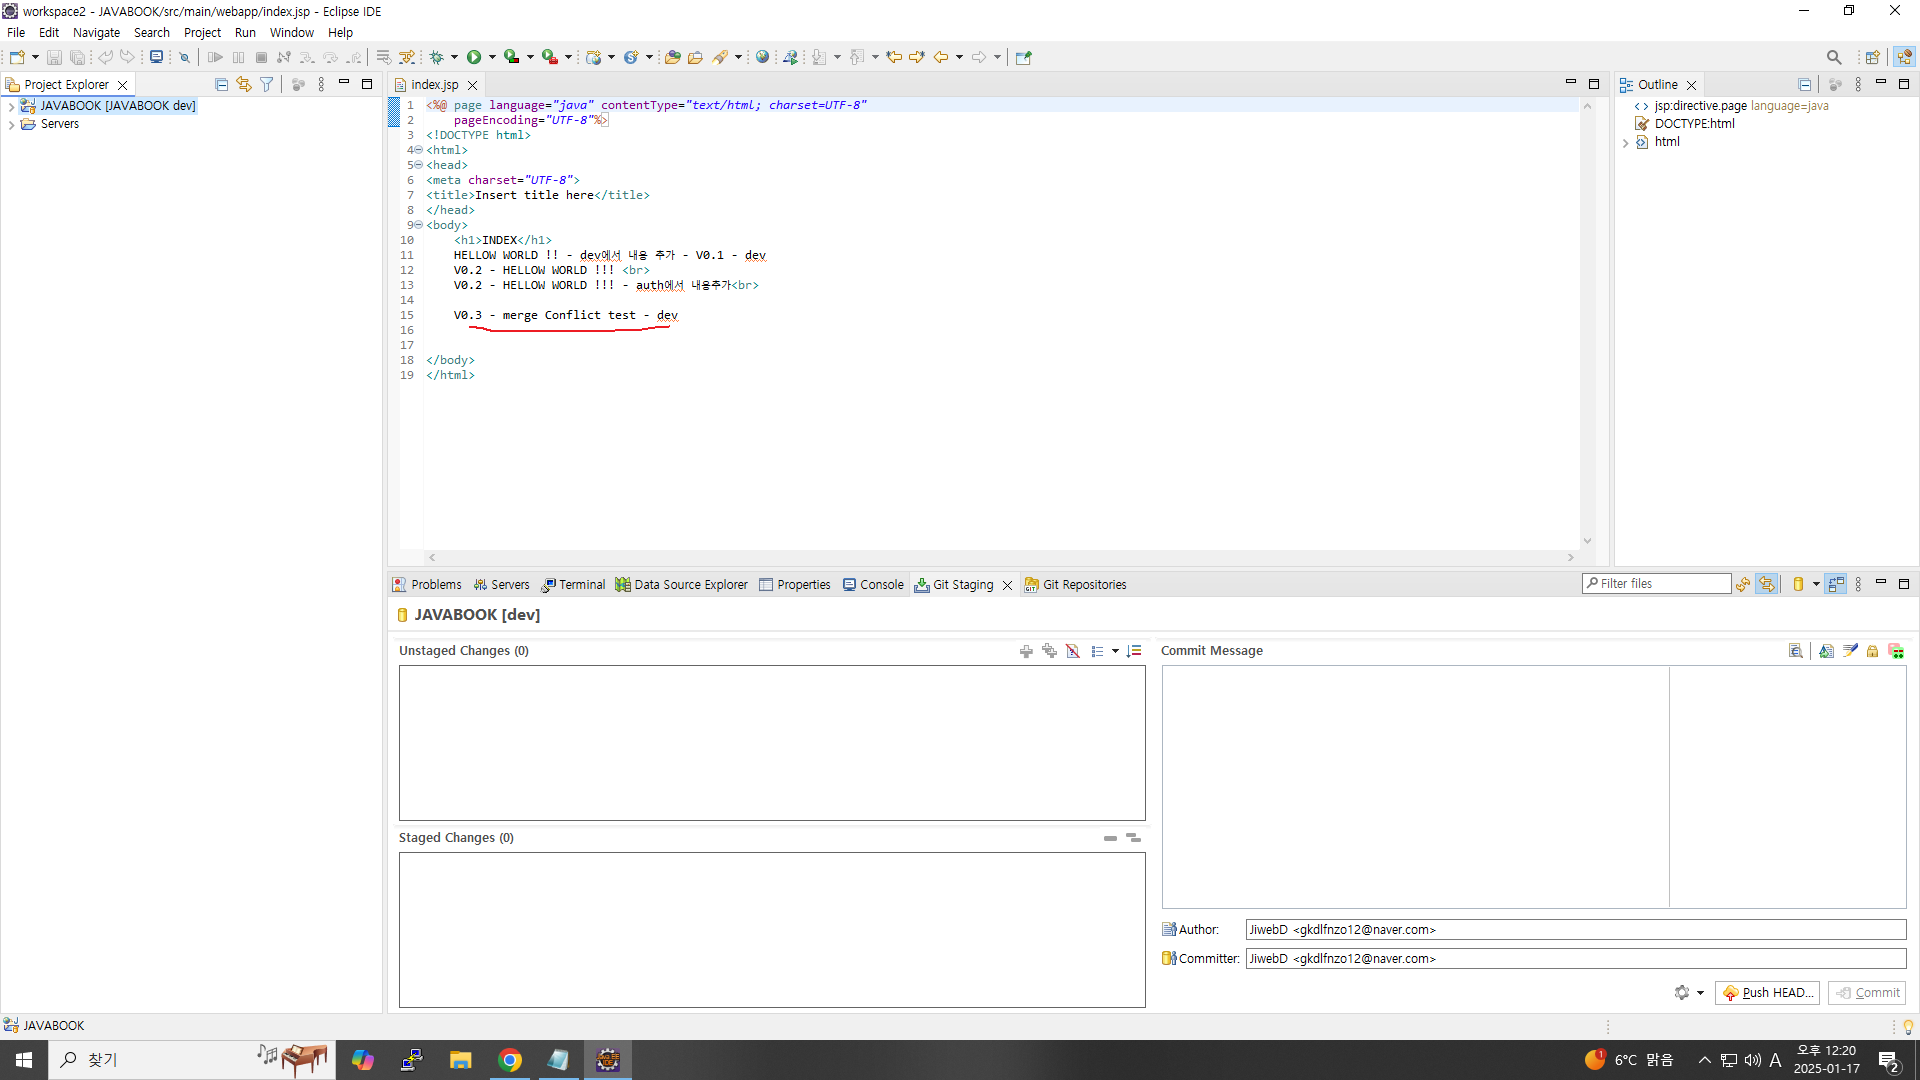 workspace2 - JAVABOOK/src/main/webapp/index.jsp - Eclipse IDE
File Edit Navigate Search Project Run Window Help
Project Explorer
JAVABOOK [JAVABOOK dev]
Servers
index.jsp
1 <%@ page language="java" contentType="text/html; charset=UTF-8"
2 pageEncoding="UTF-8"%>
3 <!DOCTYPE html>
4 <html>
5 <head>
6 <meta charset="UTF-8">
7 <title>Insert title here</title>
8 </head>
9 <body>
10 <h1>INDEX</h1>
11 HELLOW WORLD !! - dev에서 내용 추가 - V0.1 - dev
12 V0.2 - HELLOW WORLD !!! <br>
13 V0.2 - HELLOW WORLD !!! - auth에서 내용추가<br>
14
15 V0.3 - merge Conflict test - dev
16
17
18 </body>
19 </html>
Outline
jsp:directive.page language=java
DOCTYPE:html
html
Problems Servers Terminal Data Source Explorer Properties Console Git Staging Git Repositories
Filter files
JAVABOOK [dev]
Unstaged Changes (0)
Staged Changes (0)
Commit Message
Author: JiwebD <gkdlfnzo12@naver.com>
Committer: JiwebD <gkdlfnzo12@naver.com>
Push HEAD... Commit
JAVABOOK
찾기
1 6°C 맑음 A 오후 12:20
2025-01-17 2